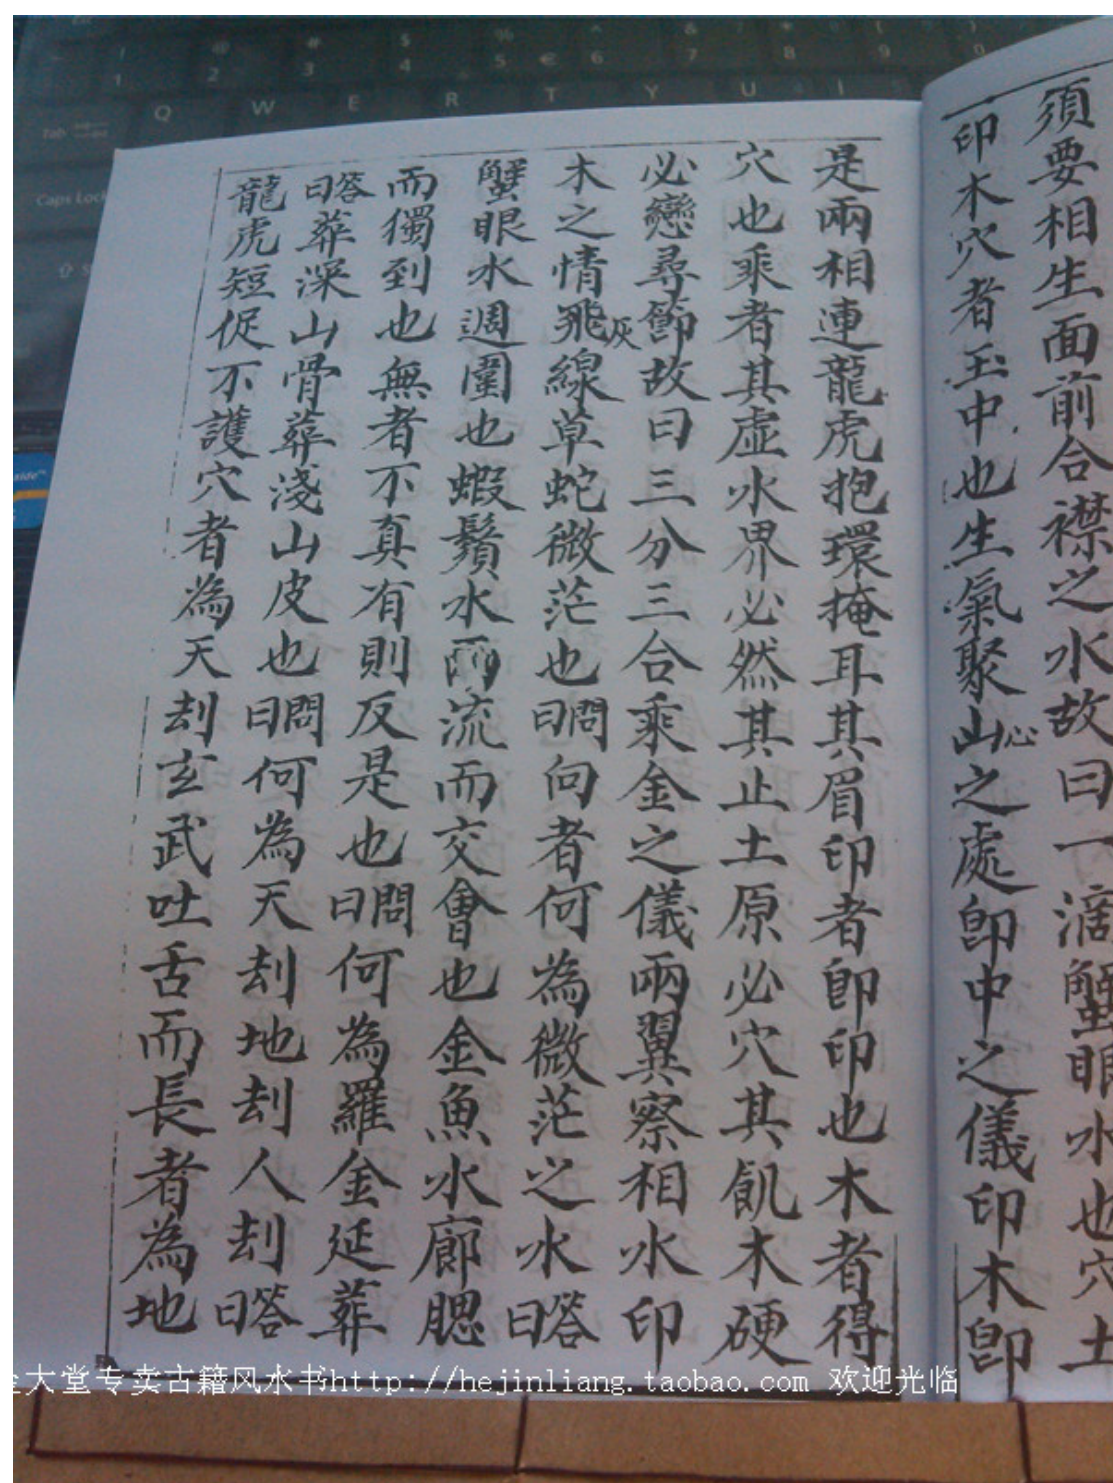 須要相生面前合襟之水故曰一滴蟹眼水也穴土
印木穴者玉中也生氣聚山心之處卽中之儀印木卽
是兩相連龍虎抱環掩耳其眉印者卽印也木者得
穴也乘者其虛水界必然其止土原必穴其飢木硬
必戀尋節故曰三分三合乘金之儀兩翼察相水印
木之情飛灰線草蛇微茫也問曰向者何為微茫之水答曰
蟹眼水週圍也蝦鬚水兩流而交會也金魚水廓腮
而獨到也無者不真有則反是也問曰何為羅金延葬
答曰葬深山骨葬淺山皮也問曰何為天刦地刦人刦答曰
龍虎短促不護穴者為天刦玄武吐舌而長者為地
大堂专卖古籍风水书http://hejinliang.taobao.com 欢迎光临
Q W E R T Y U I
Tab
Caps Lock